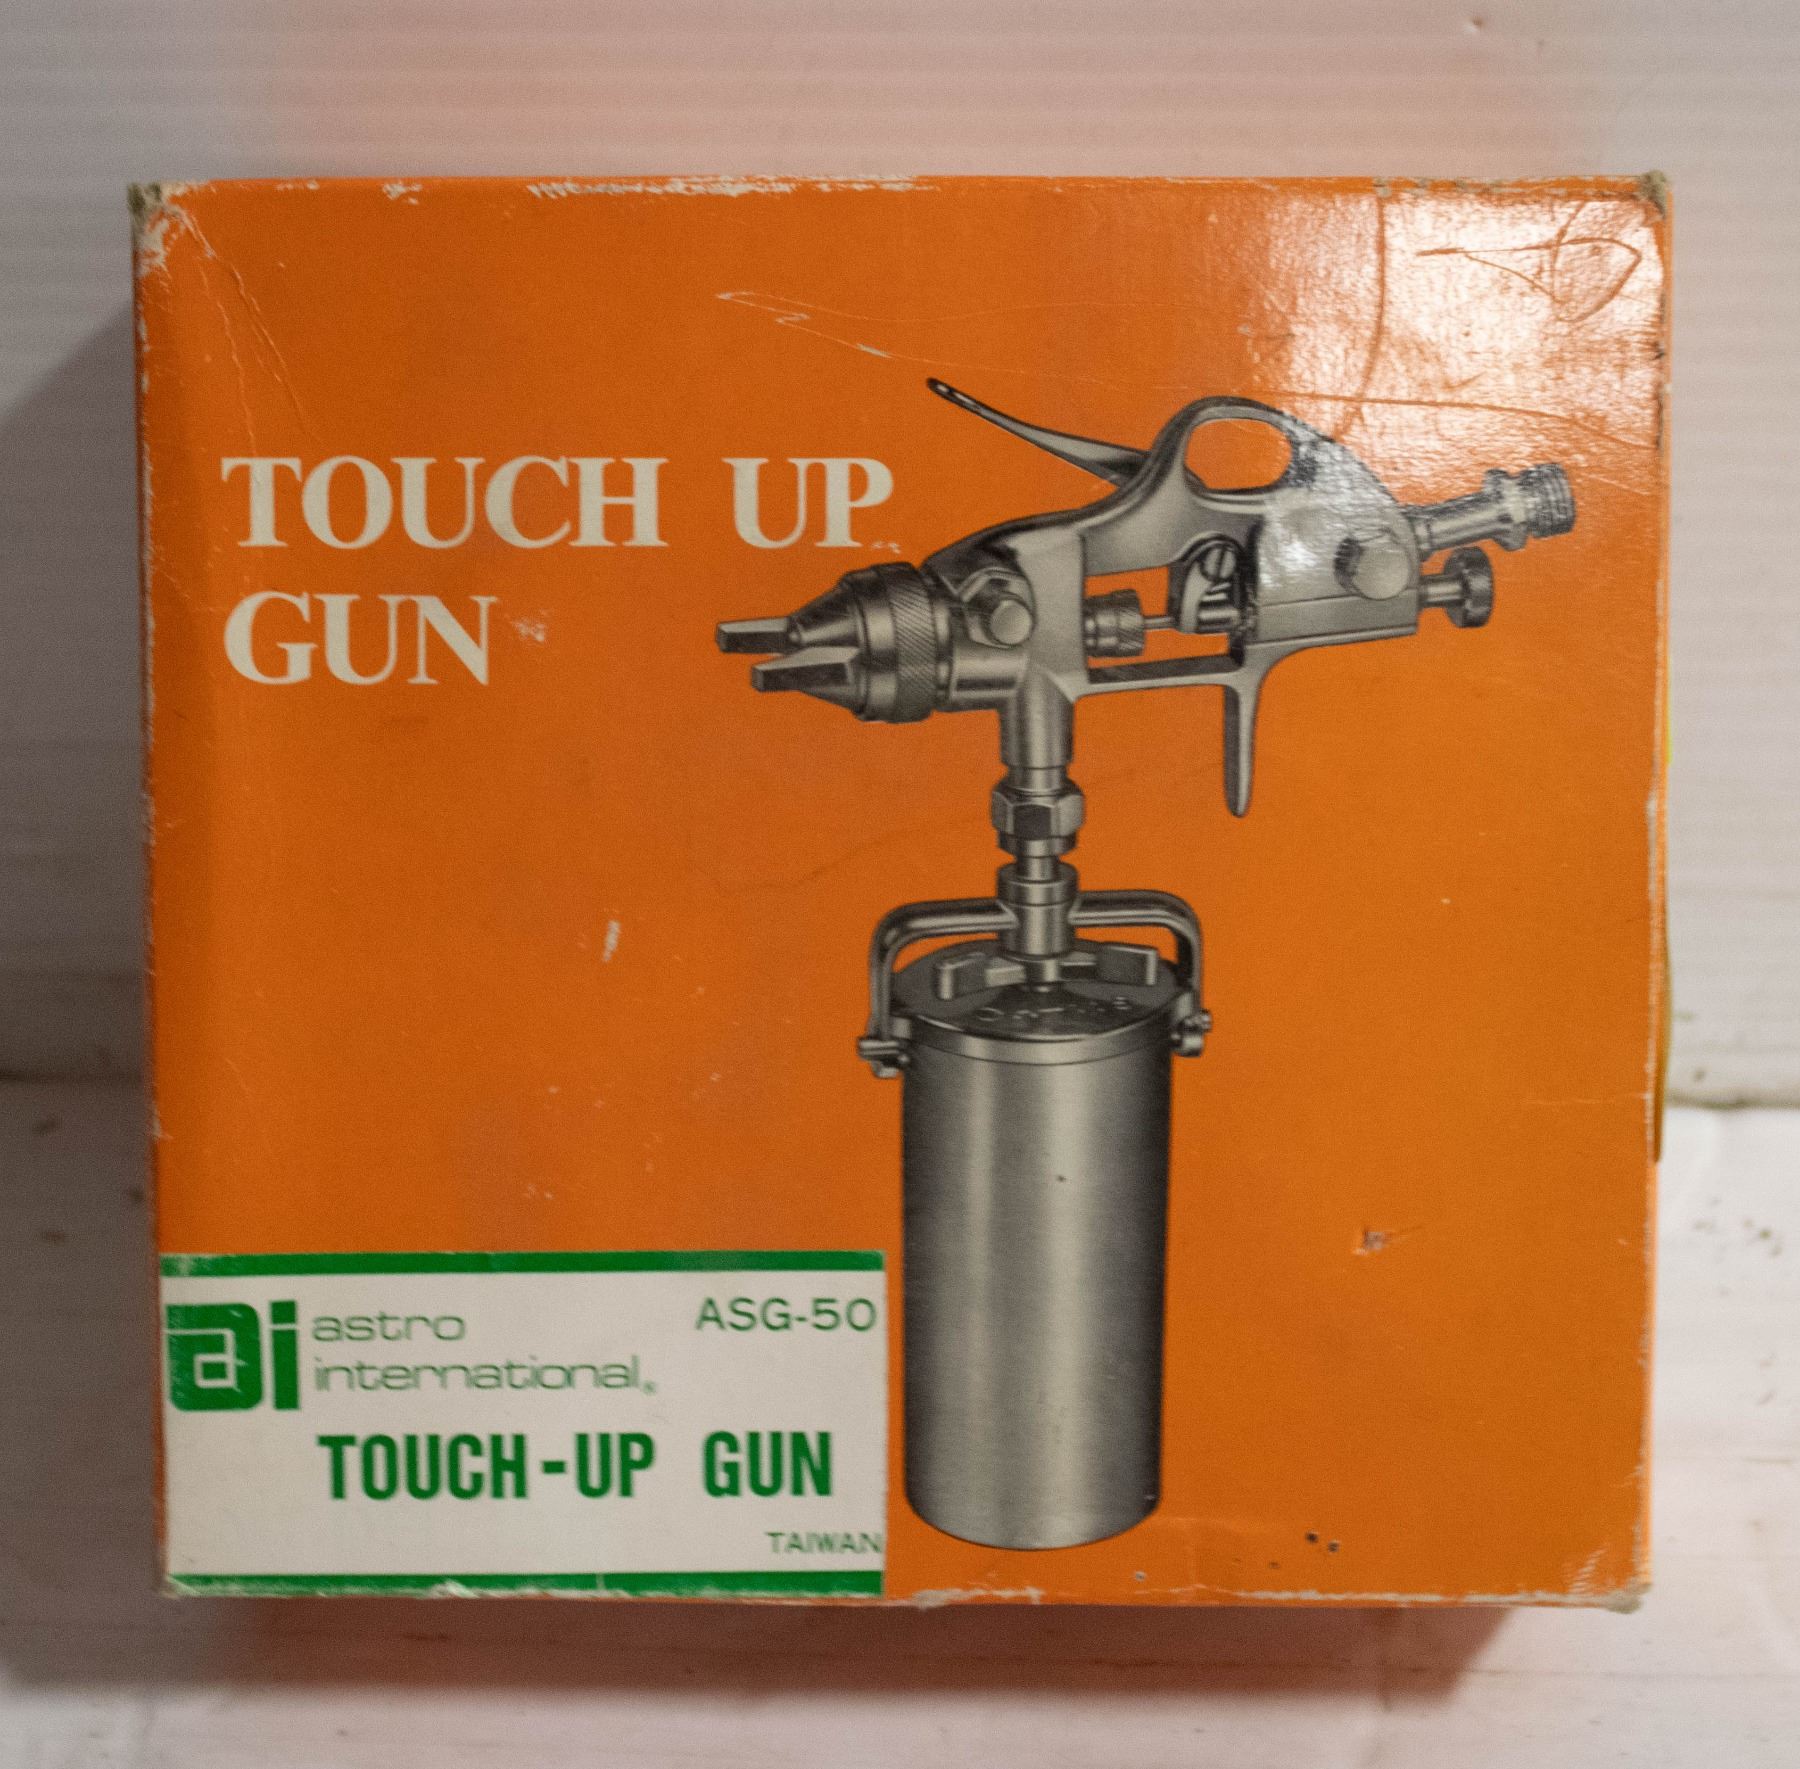 TOUCH UP
GUN
ai astro
international®
ASG-50
TOUCH-UP GUN
TAIWAN